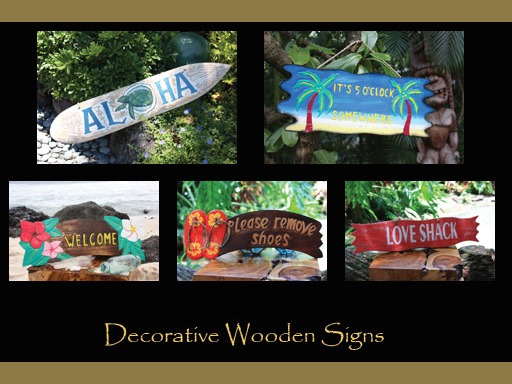 ALOHA
IT'S 5 O'CLOCK
SOMEWHERE
WELCOME
please remove
shoes
LOVE SHACK
Decorative Wooden Signs